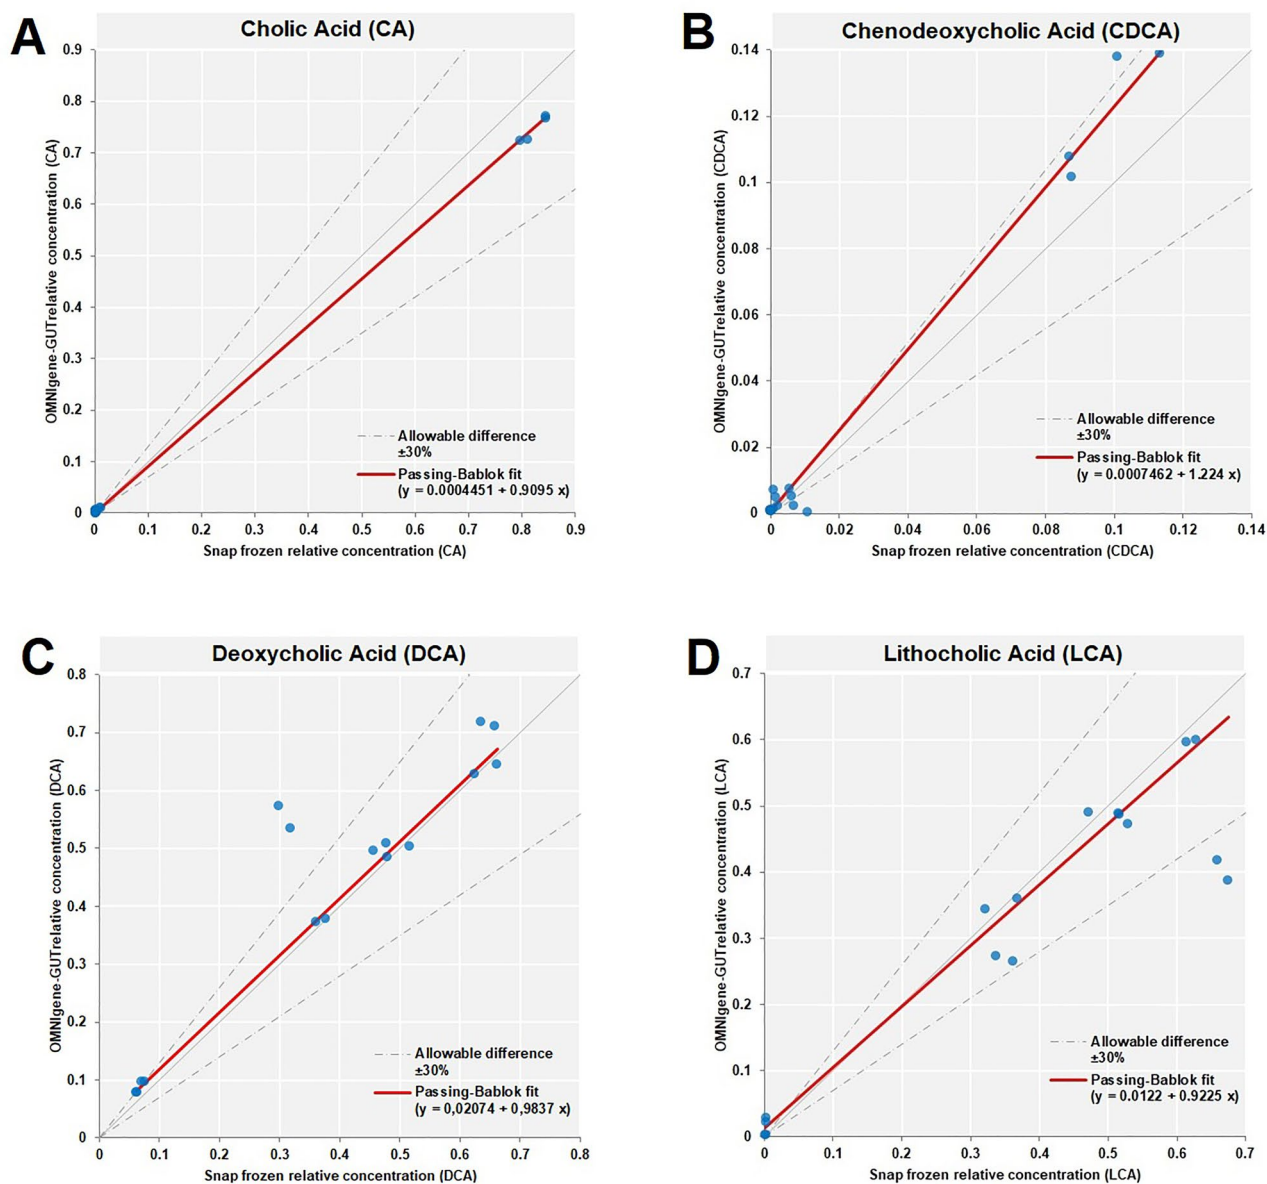 A
Cholic Acid (CA)
OMNIgene-GUTrelative concentration (CA)
0.9
0.8
0.7
0.6
0.5
0.4
0.3
0.2
0.1
0
Allowable difference
±30%
Passing-Bablok fit
(y = 0.0004451 + 0.9095 x)
0 0.1 0.2 0.3 0.4 0.5 0.6 0.7 0.8 0.9
Snap frozen relative concentration (CA)
B
Chenodeoxycholic Acid (CDCA)
OMNIgene-GUTrelative concentration (CDCA)
0.14
0.12
0.1
0.08
0.06
0.04
0.02
0
Allowable difference
±30%
Passing-Bablok fit
(y = 0.0007462 + 1.224 x)
0 0.02 0.04 0.06 0.08 0.1 0.12 0.14
Snap frozen relative concentration (CDCA)
C
Deoxycholic Acid (DCA)
OMNIgene-GUTrelative concentration (DCA)
0.8
0.7
0.6
0.5
0.4
0.3
0.2
0.1
0
Allowable difference
±30%
Passing-Bablok fit
(y = 0,02074 + 0,9837 x)
0 0.1 0.2 0.3 0.4 0.5 0.6 0.7 0.8
Snap frozen relative concentration (DCA)
D
Lithocholic Acid (LCA)
OMNIgene-GUTrelative concentration (LCA)
0.7
0.6
0.5
0.4
0.3
0.2
0.1
0
Allowable difference
±30%
Passing-Bablok fit
(y = 0.0122 + 0.9225 x)
0 0.1 0.2 0.3 0.4 0.5 0.6 0.7
Snap frozen relative concentration (LCA)